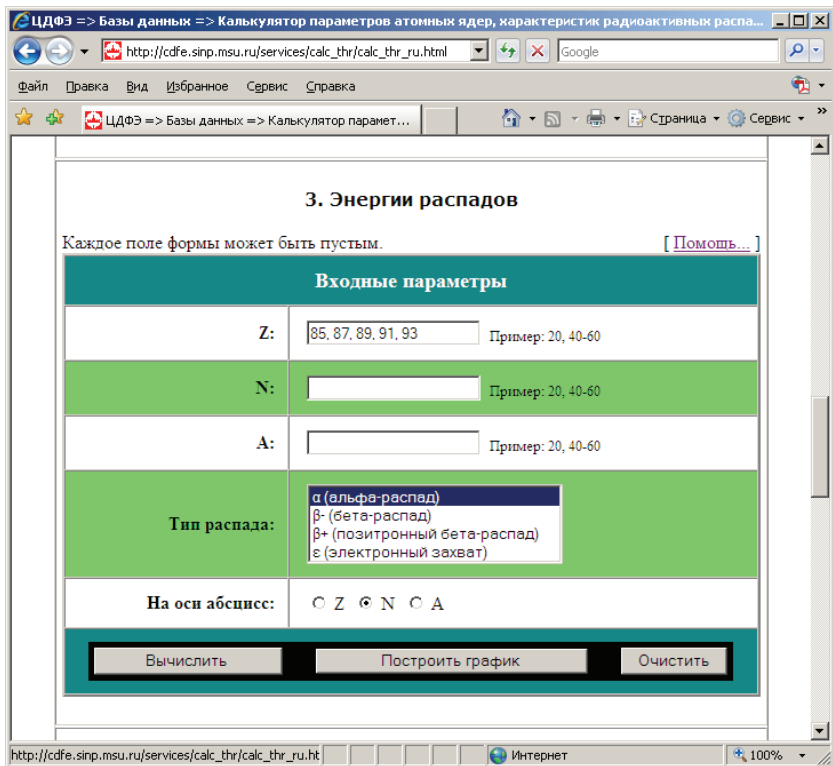 ЦДФЭ => Базы данных => Калькулятор параметров атомных ядер, характеристик радиоактивных распа...
http://cdfe.sinp.msu.ru/services/calc_thr/calc_thr_ru.html
Google
Файл Правка Вид Избранное Сервис Справка
ЦДФЭ => Базы данных => Калькулятор парамет...
Страница
Сервис
»
3. Энергии распадов
Каждое поле формы может быть пустым.
[ Помощь... ]
Входные параметры
Z:
85, 87, 89, 91, 93
Пример: 20, 40-60
N:
Пример: 20, 40-60
A:
Пример: 20, 40-60
Тип распада:
α (альфа-распад)
β- (бета-распад)
β+ (позитронный бета-распад)
ε (электронный захват)
На оси абсцисс:
Z N A
Вычислить
Построить график
Очистить
http://cdfe.sinp.msu.ru/services/calc_thr/calc_thr_ru.ht
Интернет
100%